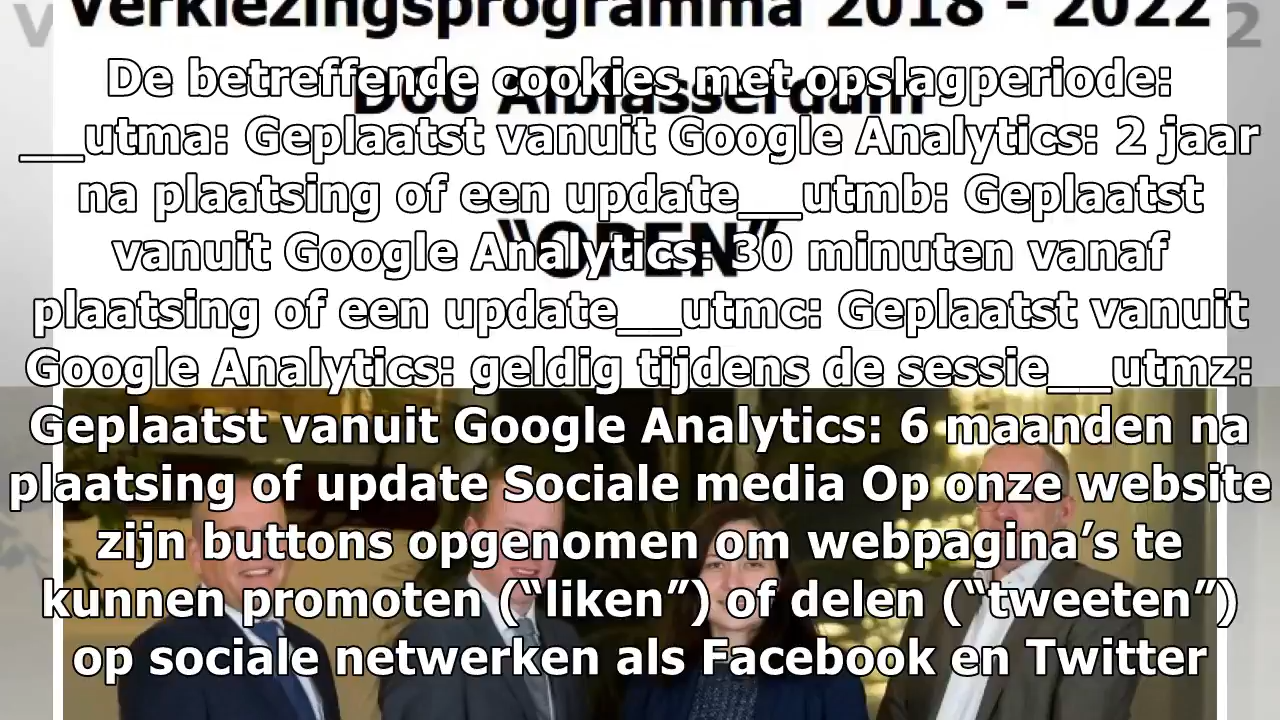 Verkiezingsprogramma 2018 - 2022
De betreffende cookies met opslagperiode:
D66 Alblasserdam
__utma: Geplaatst vanuit Google Analytics: 2 jaar
na plaatsing of een update__utmb: Geplaatst
"OPEN"
vanuit Google Analytics: 30 minuten vanaf
plaatsing of een update__utmc: Geplaatst vanuit
Google Analytics: geldig tijdens de sessie__utmz:
Geplaatst vanuit Google Analytics: 6 maanden na
plaatsing of update Sociale media Op onze website
zijn buttons opgenomen om webpagina’s te
kunnen promoten (“liken”) of delen (“tweeten”)
op sociale netwerken als Facebook en Twitter